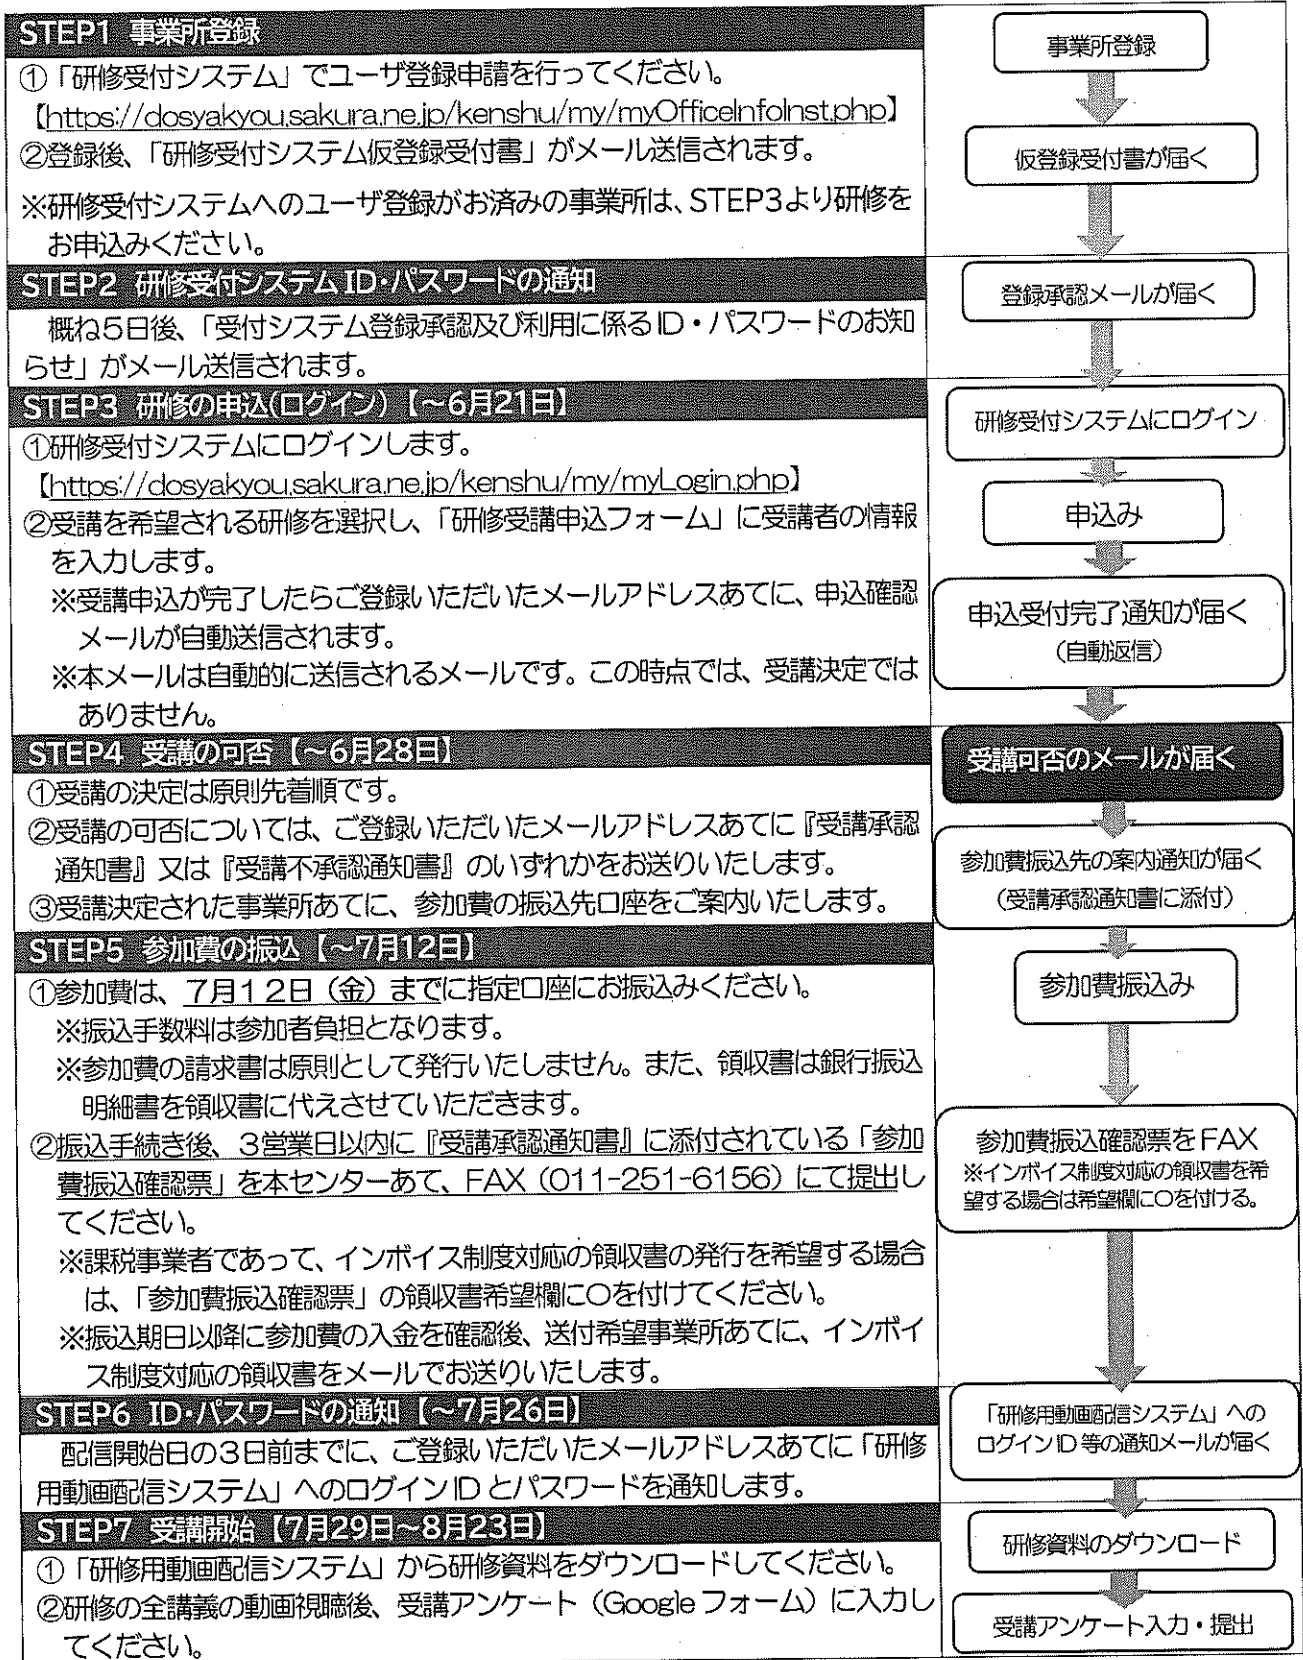 STEP1 事業所登録
①「研修受付システム」でユーザ登録申請を行ってください。
【https://dosyakyou.sakura.ne.jp/kenshu/my/myOfficeInfoInst.php】
②登録後、「研修受付システム仮登録受付書」がメール送信されます。
※研修受付システムへのユーザ登録がお済みの事業所は、STEP3より研修を
お申込みください。
STEP2 研修受付システムID・パスワードの通知
概ね5日後、「受付システム登録承認及び利用に係るID・パスワードのお知
らせ」がメール送信されます。
STEP3 研修の申込(ログイン)【~6月21日】
①研修受付システムにログインします。
【https://dosyakyou.sakura.ne.jp/kenshu/my/myLogin.php】
②受講を希望される研修を選択し、「研修受講申込フォーム」に受講者の情報
を入力します。
※受講申込が完了したらご登録いただいたメールアドレスあてに、申込確認
メールが自動送信されます。
※本メールは自動的に送信されるメールです。この時点では、受講決定では
ありません。
STEP4 受講の可否【~6月28日】
①受講の決定は原則先着順です。
②受講の可否については、ご登録いただいたメールアドレスあてに『受講承認
通知書』又は『受講不承認通知書』のいずれかをお送りいたします。
③受講決定された事業所あてに、参加費の振込先口座をご案内いたします。
STEP5 参加費の振込【~7月12日】
①参加費は、7月12日(金)までに指定口座にお振込みください。
※振込手数料は参加者負担となります。
※参加費の請求書は原則として発行いたしません。また、領収書は銀行振込
明細書を領収書に代えさせていただきます。
②振込手続き後、3営業日以内に『受講承認通知書』に添付されている「参加
費振込確認票」を本センターあて、FAX(011-251-6156)にて提出し
てください。
※課税事業者であって、インボイス制度対応の領収書の発行を希望する場合
は、「参加費振込確認票」の領収書希望欄に○を付けてください。
※振込期日以降に参加費の入金を確認後、送付希望事業所あてに、インボイ
ス制度対応の領収書をメールでお送りいたします。
STEP6 ID・パスワードの通知【~7月26日】
配信開始日の3日前までに、ご登録いただいたメールアドレスあてに「研修
用動画配信システム」へのログインIDとパスワードを通知します。
STEP7 受講開始【7月29日~8月23日】
①「研修用動画配信システム」から研修資料をダウンロードしてください。
②研修の全講義の動画視聴後、受講アンケート(Googleフォーム)に入力し
てください。
事業所登録
仮登録受付書が届く
登録承認メールが届く
研修受付システムにログイン
申込み
申込受付完了通知が届く
(自動返信)
受講可否のメールが届く
参加費振込先の案内通知が届く
(受講承認通知書に添付)
参加費振込み
参加費振込確認票をFAX
※インボイス制度対応の領収書を希
望する場合は希望欄に○を付ける。
「研修用動画配信システム」への
ログインID等の通知メールが届く
研修資料のダウンロード
受講アンケート入力・提出